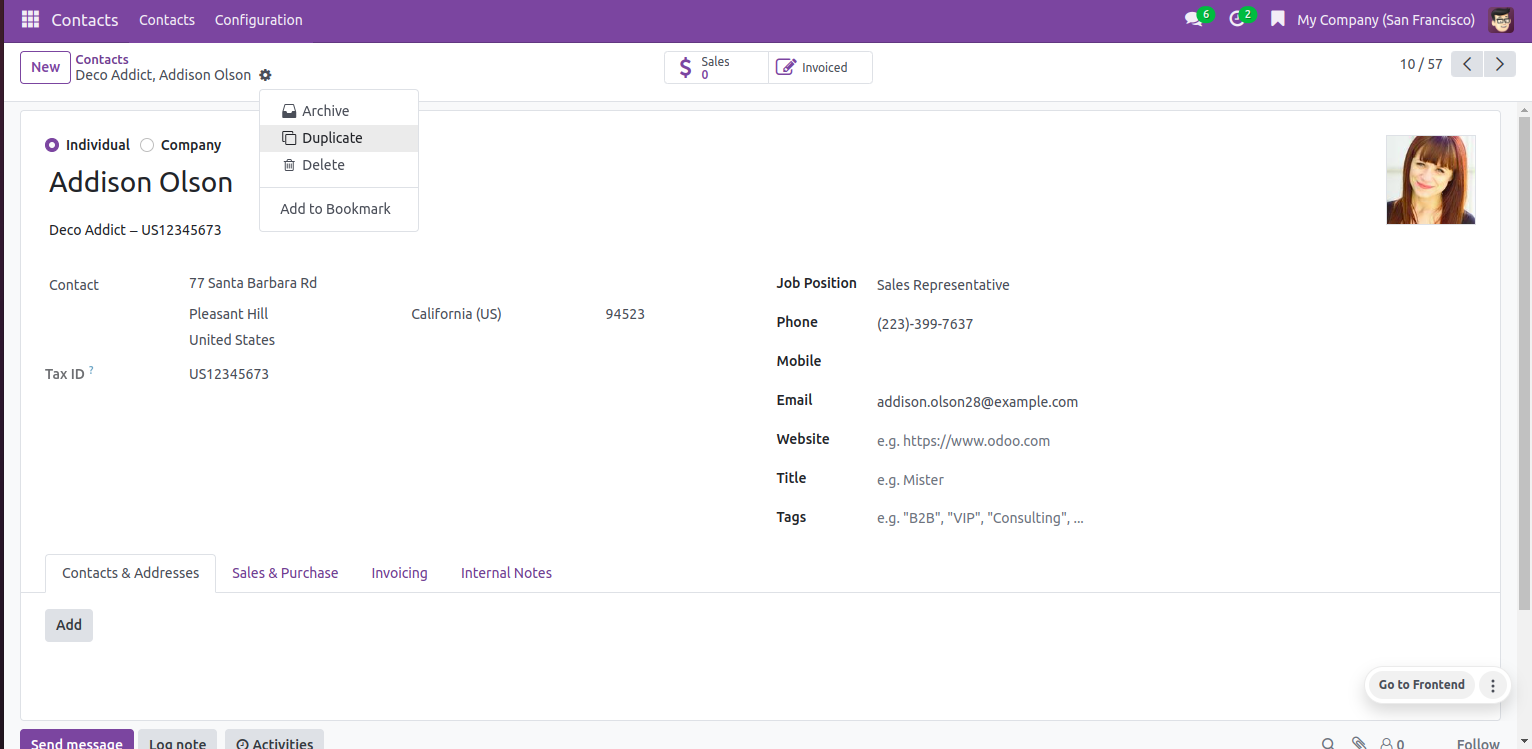 Contacts Contacts Configuration 6 2 My Company (San Francisco)
New Contacts
Deco Addict, Addison Olson
Sales
0
Invoiced
10 / 57
Archive
Duplicate
Delete
Add to Bookmark
Individual Company
Addison Olson
Deco Addict – US12345673
Contact 77 Santa Barbara Rd
Pleasant Hill California (US) 94523
United States
Tax ID ? US12345673
Job Position Sales Representative
Phone (223)-399-7637
Mobile
Email addison.olson28@example.com
Website e.g. https://www.odoo.com
Title e.g. Mister
Tags e.g. "B2B", "VIP", "Consulting", ...
Contacts & Addresses Sales & Purchase Invoicing Internal Notes
Add
Go to Frontend
Send message Log note Activities 0 Follow